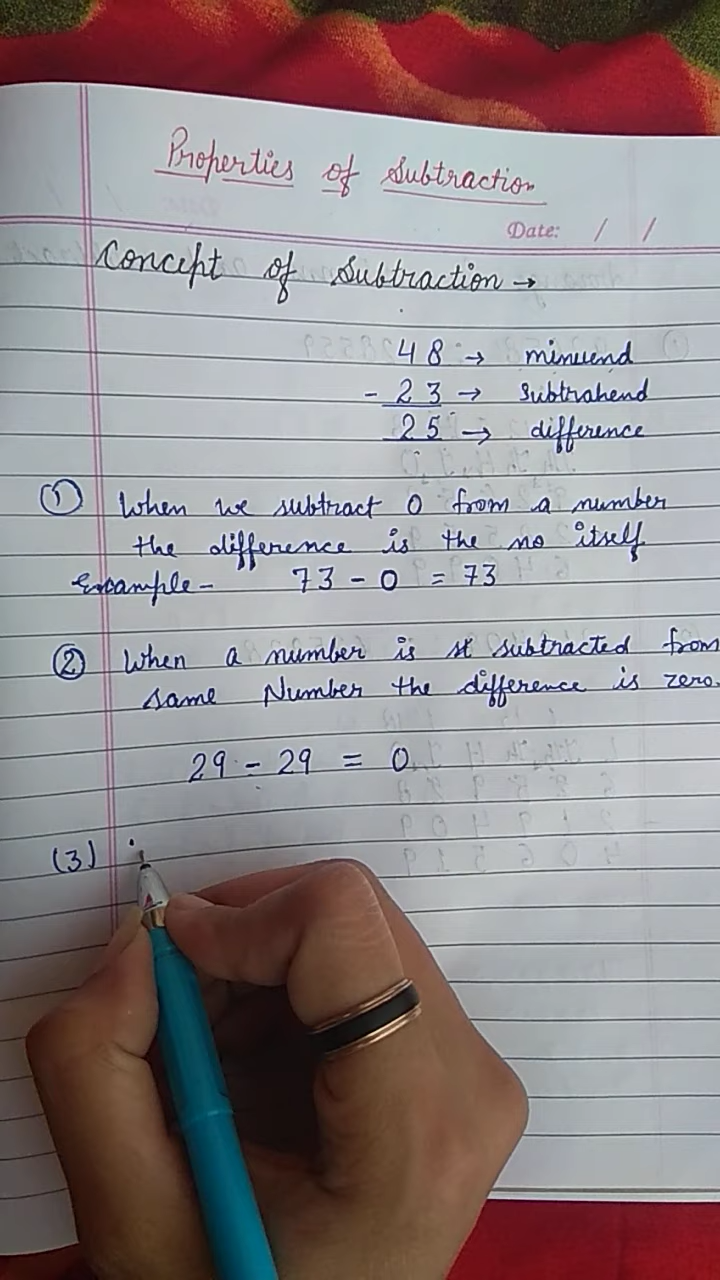 Properties of Subtraction
Date: / /
Concept of Subtraction →
48 → minuend
- 23 → Subtrahend
25 → difference
① When we subtract 0 from a number
the difference is the no itself
Example - 73 - 0 = 73
② When a number is st subtracted from
same Number the difference is zero.
29 - 29 = 0
(3)